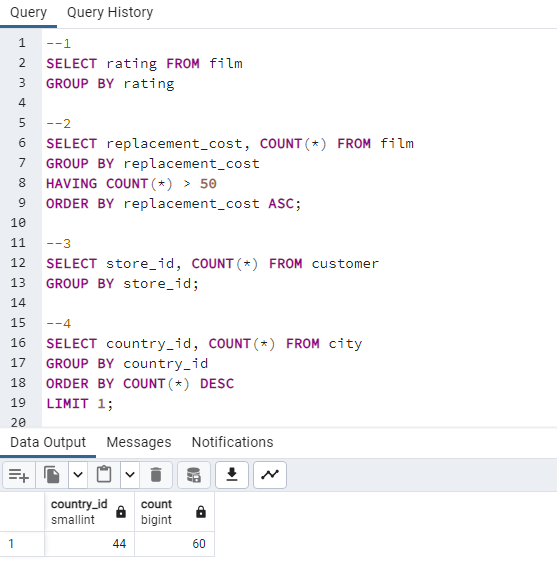 Query Query History
1 --1
2 SELECT rating FROM film
3 GROUP BY rating
4
5 --2
6 SELECT replacement_cost, COUNT(*) FROM film
7 GROUP BY replacement_cost
8 HAVING COUNT(*) > 50
9 ORDER BY replacement_cost ASC;
10
11 --3
12 SELECT store_id, COUNT(*) FROM customer
13 GROUP BY store_id;
14
15 --4
16 SELECT country_id, COUNT(*) FROM city
17 GROUP BY country_id
18 ORDER BY COUNT(*) DESC
19 LIMIT 1;
20
Data Output Messages Notifications
country_id count
smallint bigint
1 44 60